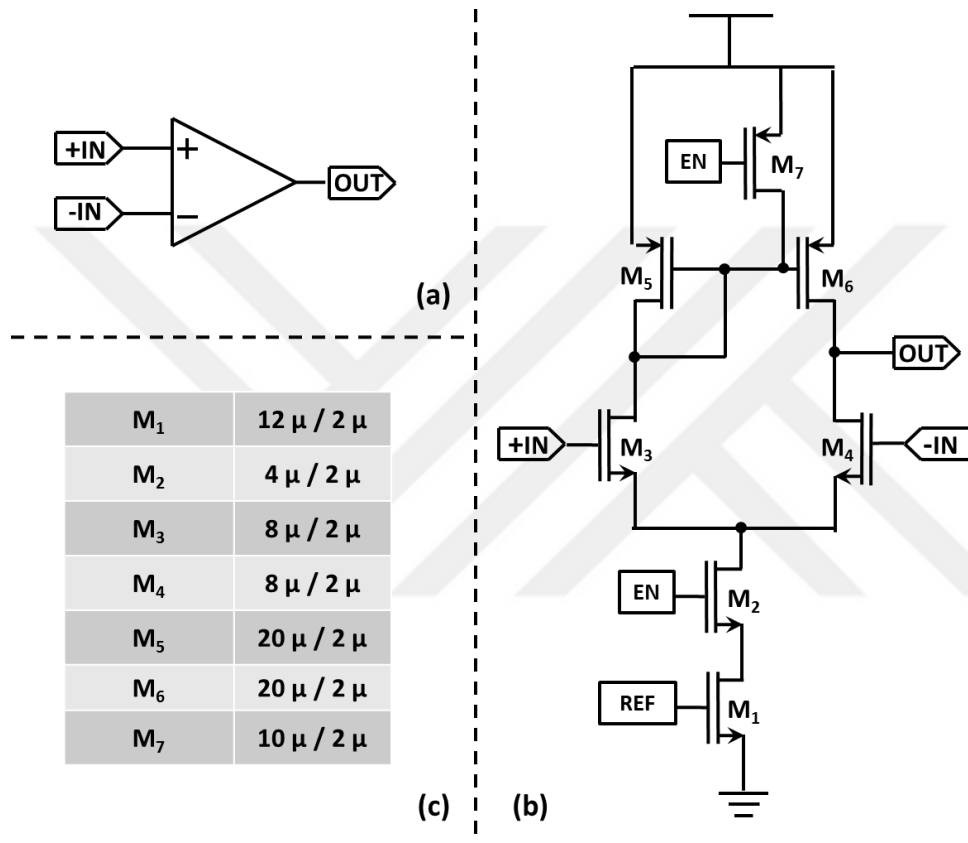 +IN
-IN
+
−
OUT
(a)
M₁ 12 µ / 2 µ
M₂ 4 µ / 2 µ
M₃ 8 µ / 2 µ
M₄ 8 µ / 2 µ
M₅ 20 µ / 2 µ
M₆ 20 µ / 2 µ
M₇ 10 µ / 2 µ
(c)
EN
M₇
M₅
M₆
OUT
+IN
M₃
M₄
-IN
EN
M₂
REF
M₁
(b)